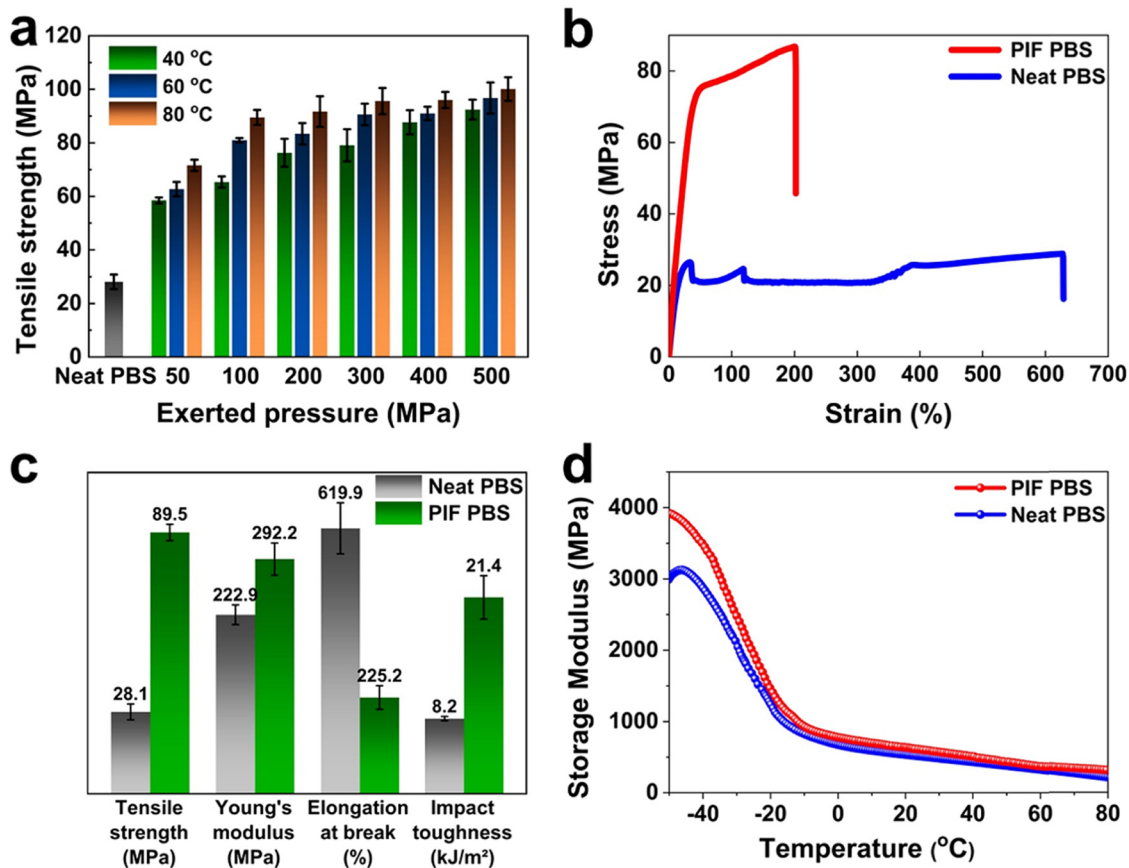 a
Tensile strength (MPa)
120
100
80
60
40
20
0
40 °C
60 °C
80 °C
Neat PBS 50 100 200 300 400 500
Exerted pressure (MPa)
b
Stress (MPa)
80
60
40
20
0
PIF PBS
Neat PBS
0 100 200 300 400 500 600 700
Strain (%)
c
Neat PBS
PIF PBS
28.1
89.5
222.9
292.2
619.9
225.2
8.2
21.4
Tensile
strength
(MPa)
Young's
modulus
(MPa)
Elongation
at break
(%)
Impact
toughness
(kJ/m²)
d
Storage Modulus (MPa)
4000
3000
2000
1000
0
PIF PBS
Neat PBS
-40 -20 0 20 40 60 80
Temperature (°C)